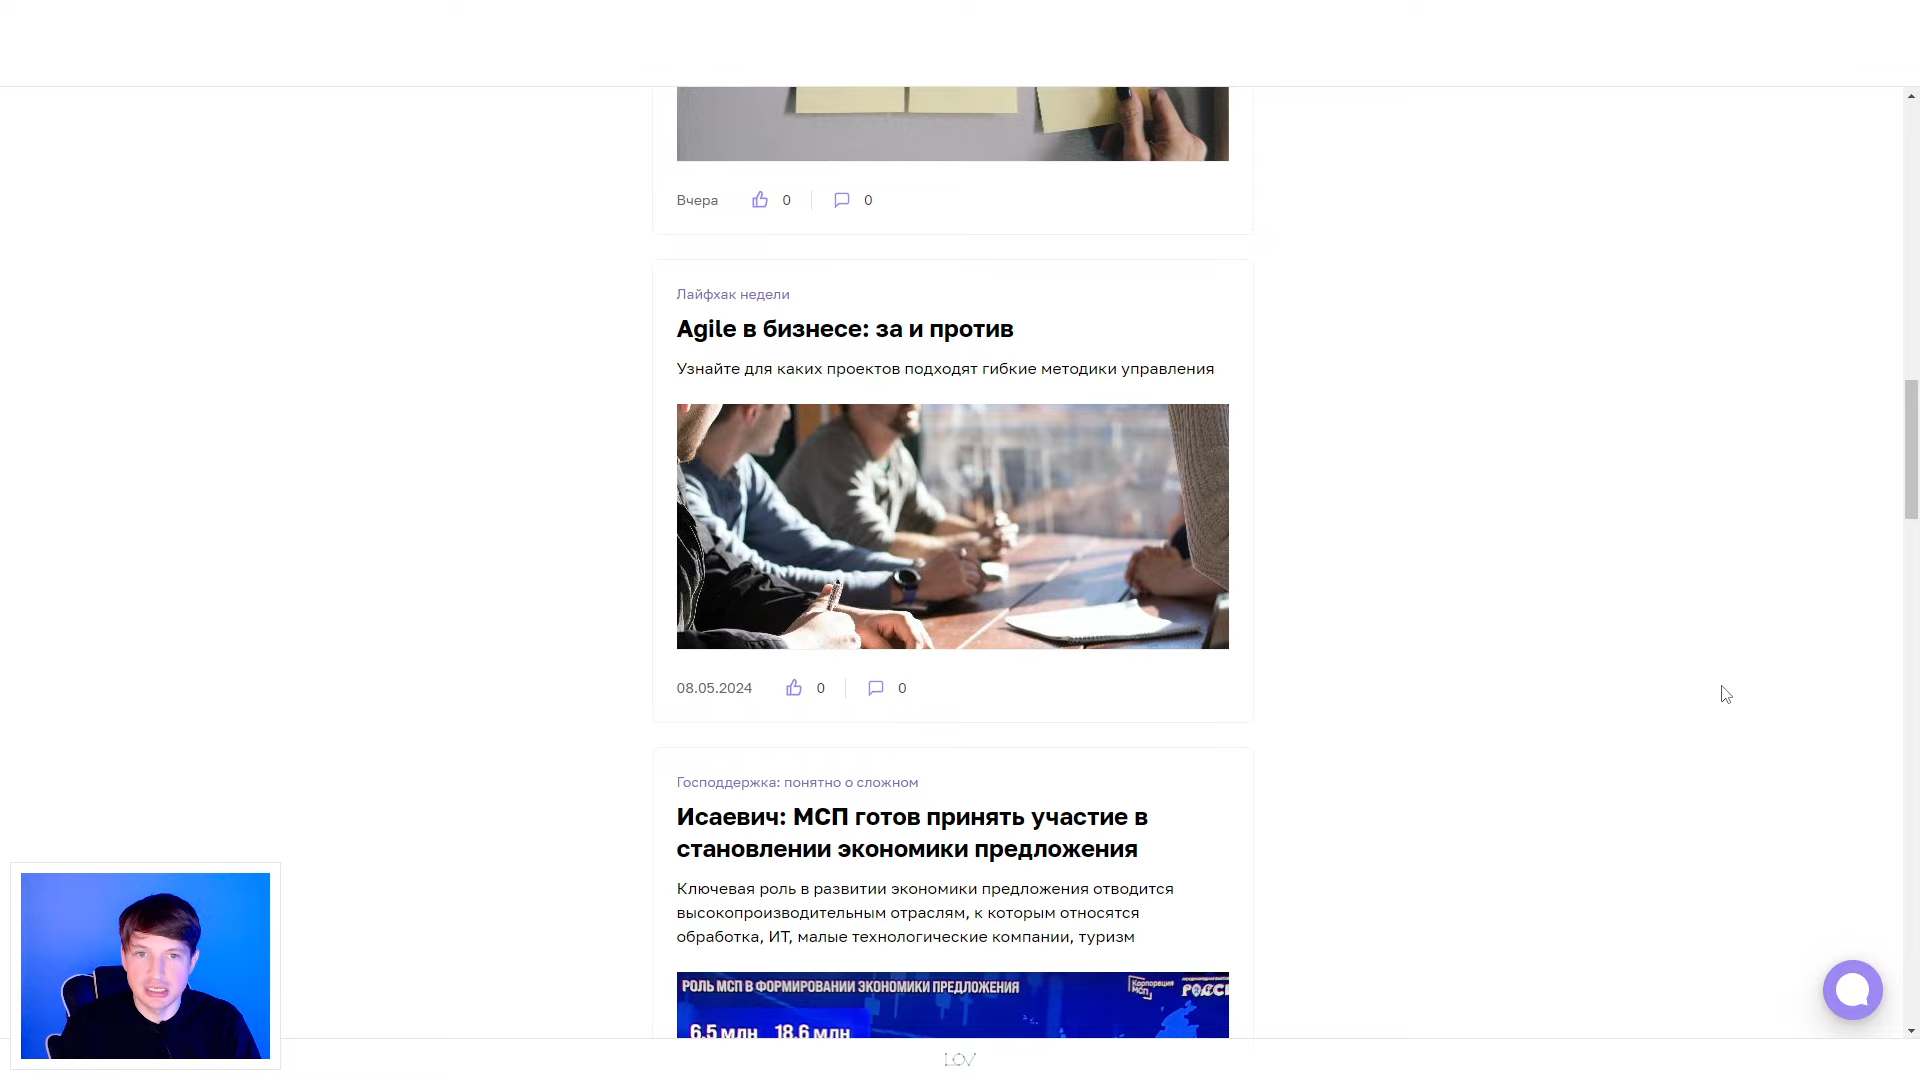 Вчера 0 0
Лайфхак недели
Agile в бизнесе: за и против
Узнайте для каких проектов подходят гибкие методики управления
08.05.2024 0 0
Господдержка: понятно о сложном
Исаевич: МСП готов принять участие в
становлении экономики предложения
Ключевая роль в развитии экономики предложения отводится
высокопроизводительным отраслям, к которым относятся
обработка, ИТ, малые технологические компании, туризм
РОЛЬ МСП В ФОРМИРОВАНИИ ЭКОНОМИКИ ПРЕДЛОЖЕНИЯ
Корпорация
МСП
6,5 млн 18,6 млн
LOV